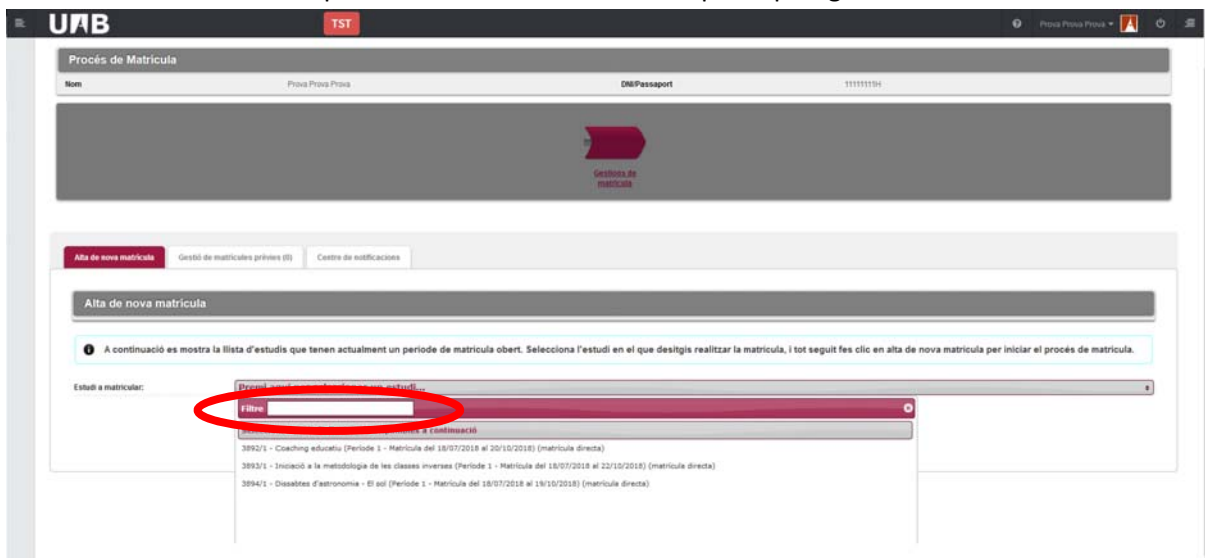 UAB
TST
Prova Prova Prova
Procés de Matrícula
Nom Prova Prova Prova DNI/Passaport 11111111H
Gestions de
matrícula
Alta de nova matrícula Gestió de matrícules prèvies (0) Centre de notificacions
Alta de nova matrícula
A continuació es mostra la llista d'estudis que tenen actualment un periode de matrícula obert. Selecciona l'estudi en el que desitgis realitzar la matrícula, i tot seguit fes clic en alta de nova matrícula per iniciar el procés de matrícula.
Estudi a matricular:
Filtre
a continuació
3892/1 - Coaching educatiu (Període 1 - Matrícula del 18/07/2018 al 20/10/2018) (matrícula directa)
3893/1 - Iniciació a la metodologia de les classes inverses (Període 1 - Matrícula del 18/07/2018 al 22/10/2018) (matrícula directa)
3894/1 - Dissabtes d'astronomia - El sol (Període 1 - Matrícula del 18/07/2018 al 19/10/2018) (matrícula directa)